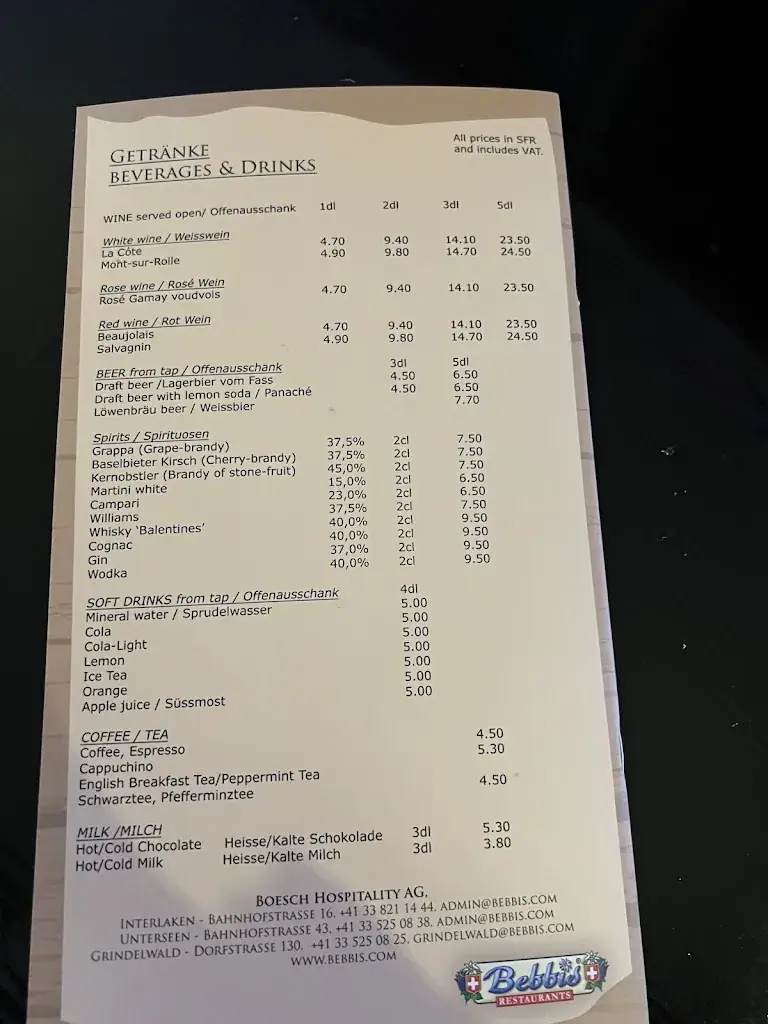 GETRÄNKE
BEVERAGES & DRINKS
All prices in SFR
and includes VAT.
WINE served open/ Offenausschank 1dl 2dl 3dl 5dl
White wine / Weisswein
La Côte 4.70 9.40 14.10 23.50
Mont-sur-Rolle 4.90 9.80 14.70 24.50
Rose wine / Rosé Wein
Rosé Gamay voudvois 4.70 9.40 14.10 23.50
Red wine / Rot Wein
Beaujolais 4.70 9.40 14.10 23.50
Salvagnin 4.90 9.80 14.70 24.50
BEER from tap / Offenausschank 3dl 5dl
Draft beer /Lagerbier vom Fass 4.50 6.50
Draft beer with lemon soda / Panaché 4.50 6.50
Löwenbräu beer / Weissbier 7.70
Spirits / Spirituosen
Grappa (Grape-brandy) 37,5% 2cl 7.50
Baselbieter Kirsch (Cherry-brandy) 37,5% 2cl 7.50
Kernobstler (Brandy of stone-fruit) 45,0% 2cl 7.50
Martini white 15,0% 2cl 6.50
Campari 23,0% 2cl 6.50
Williams 37,5% 2cl 7.50
Whisky ‘Balentines’ 40,0% 2cl 9.50
Cognac 40,0% 2cl 9.50
Gin 37,0% 2cl 9.50
Wodka 40,0% 2cl 9.50
SOFT DRINKS from tap / Offenausschank 4dl
Mineral water / Sprudelwasser 5.00
Cola 5.00
Cola-Light 5.00
Lemon 5.00
Ice Tea 5.00
Orange 5.00
Apple juice / Süssmost 5.00
COFFEE / TEA
Coffee, Espresso 4.50
Cappuchino 5.30
English Breakfast Tea/Peppermint Tea
Schwarztee, Pfefferminztee 4.50
MILK /MILCH
Hot/Cold Chocolate Heisse/Kalte Schokolade 3dl 5.30
Hot/Cold Milk Heisse/Kalte Milch 3dl 3.80
BOESCH HOSPITALITY AG,
INTERLAKEN - BAHNHOFSTRASSE 16, +41 33 821 14 44, ADMIN@BEBBIS.COM
UNTERSEEN - BAHNHOFSTRASSE 43, +41 33 525 08 38, ADMIN@BEBBIS.COM
GRINDELWALD - DORFSTRASSE 130, +41 33 525 08 25, GRINDELWALD@BEBBIS.COM
WWW.BEBBIS.COM
Bebbis
RESTAURANTS